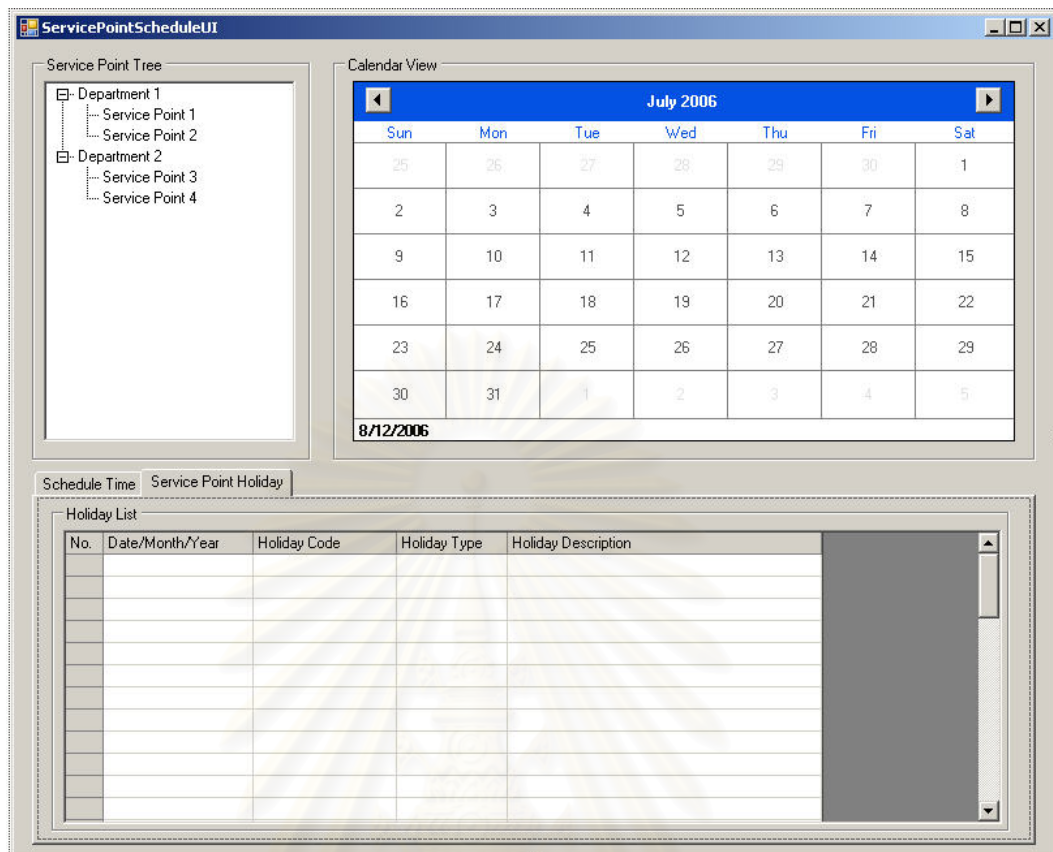 ServicePointScheduleUI
Service Point Tree
Department 1
Service Point 1
Service Point 2
Department 2
Service Point 3
Service Point 4
Calendar View
July 2006
Sun Mon Tue Wed Thu Fri Sat
25 26 27 28 29 30 1
2 3 4 5 6 7 8
9 10 11 12 13 14 15
16 17 18 19 20 21 22
23 24 25 26 27 28 29
30 31 1 2 3 4 5
8/12/2006
Schedule Time Service Point Holiday
Holiday List
No. Date/Month/Year Holiday Code Holiday Type Holiday Description